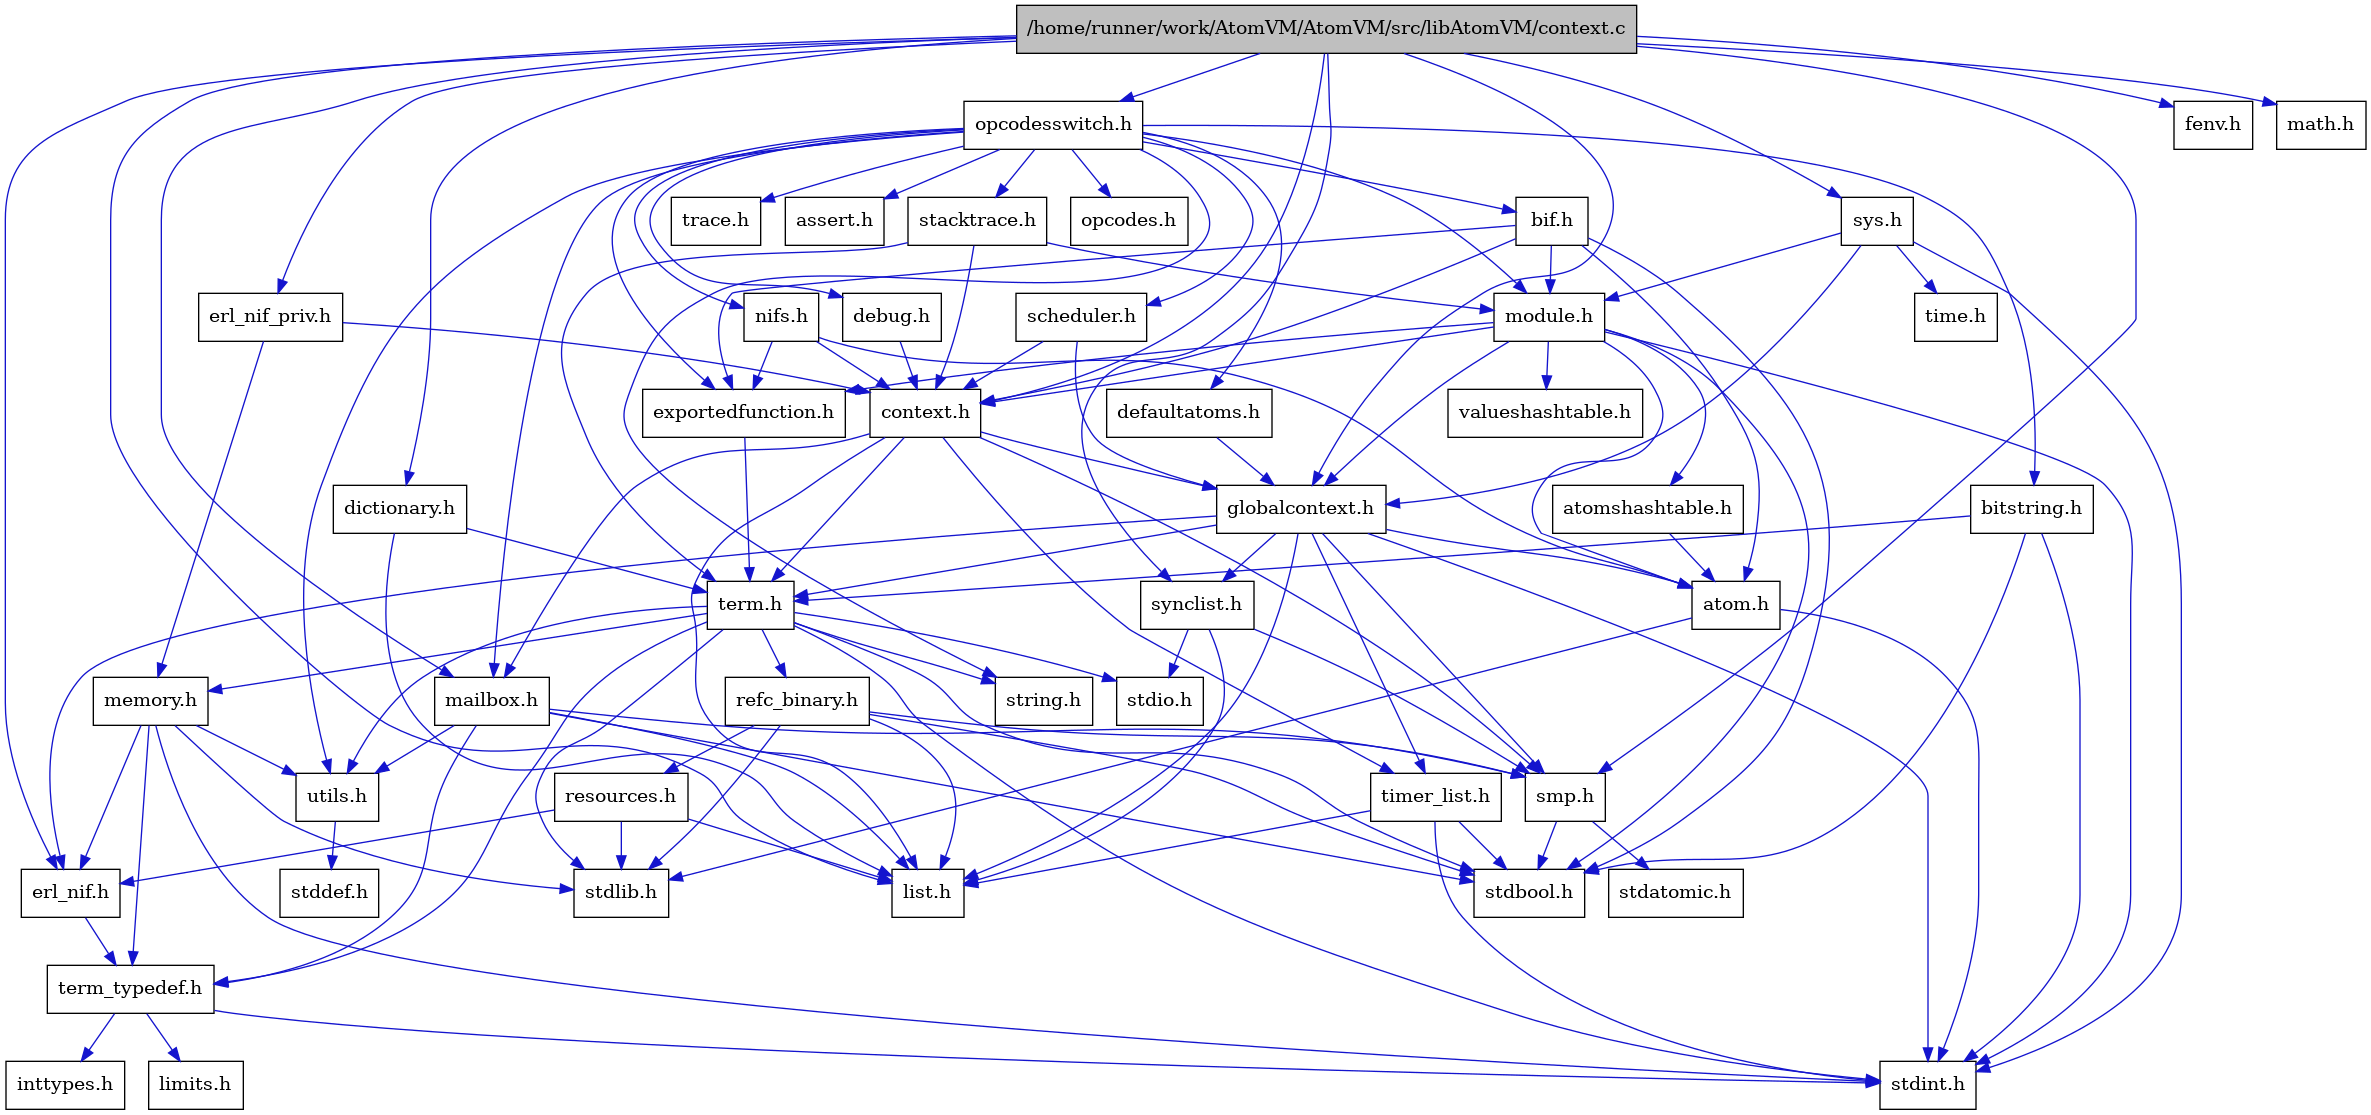 /home/runner/work/AtomVM/AtomVM/src/libAtomVM/context.c
opcodesswitch.h
fenv.h
math.h
trace.h
assert.h
stacktrace.h
opcodes.h
bif.h
sys.h
erl_nif_priv.h
nifs.h
debug.h
scheduler.h
module.h
time.h
exportedfunction.h
context.h
defaultatoms.h
valueshashtable.h
dictionary.h
globalcontext.h
atomshashtable.h
bitstring.h
term.h
synclist.h
atom.h
memory.h
mailbox.h
refc_binary.h
string.h
stdio.h
utils.h
resources.h
timer_list.h
smp.h
erl_nif.h
stddef.h
stdlib.h
list.h
stdbool.h
stdatomic.h
term_typedef.h
inttypes.h
limits.h
stdint.h